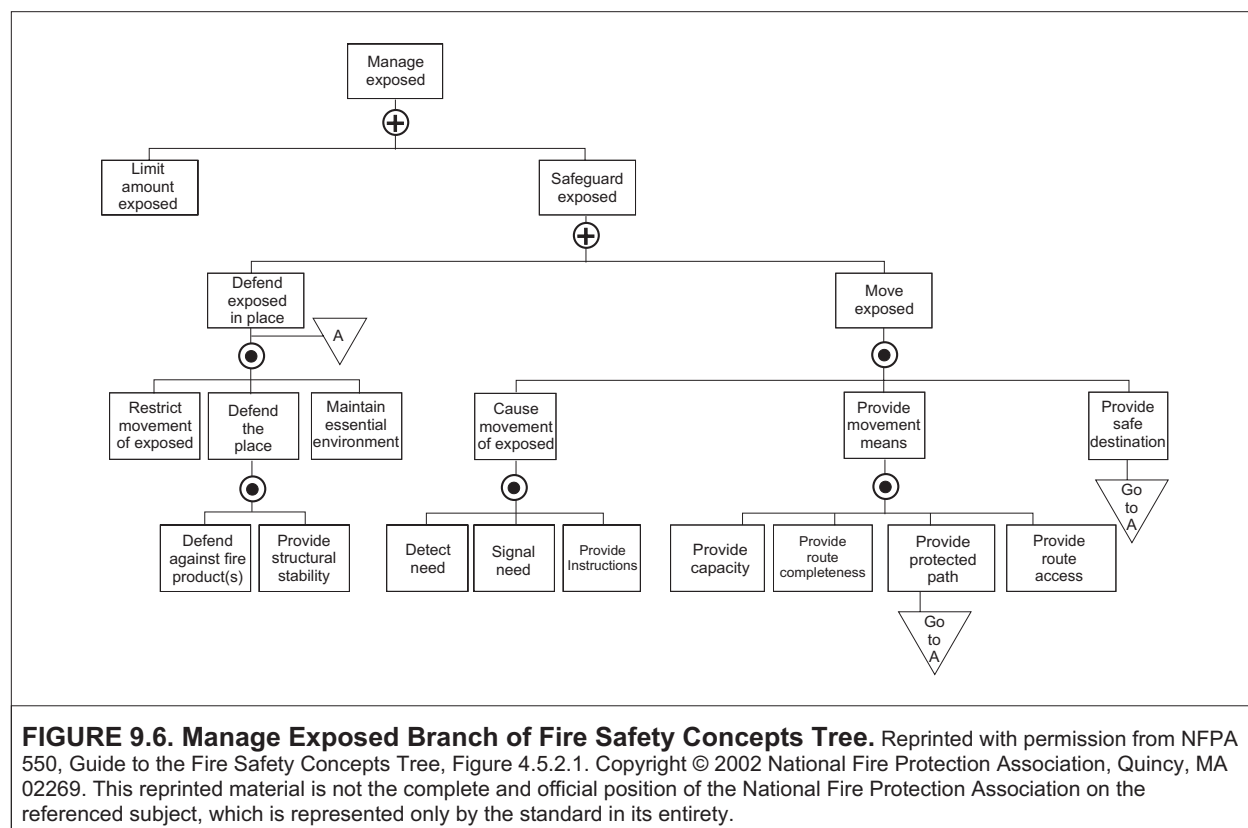 Manage
exposed
Limit
amount
exposed
Safeguard
exposed
Defend
exposed
in place
A
Move
exposed
Restrict
movement
of exposed
Defend
the
place
Maintain
essential
environment
Cause
movement
of exposed
Provide
movement
means
Provide
safe
destination
Go
to
A
Defend
against fire
product(s)
Provide
structural
stability
Detect
need
Signal
need
Provide
Instructions
Provide
capacity
Provide
route
completeness
Provide
protected
path
Provide
route
access
Go
to
A
FIGURE 9.6. Manage Exposed Branch of Fire Safety Concepts Tree. Reprinted with permission from NFPA
550, Guide to the Fire Safety Concepts Tree, Figure 4.5.2.1. Copyright © 2002 National Fire Protection Association, Quincy, MA
02269. This reprinted material is not the complete and official position of the National Fire Protection Association on the
referenced subject, which is represented only by the standard in its entirety.